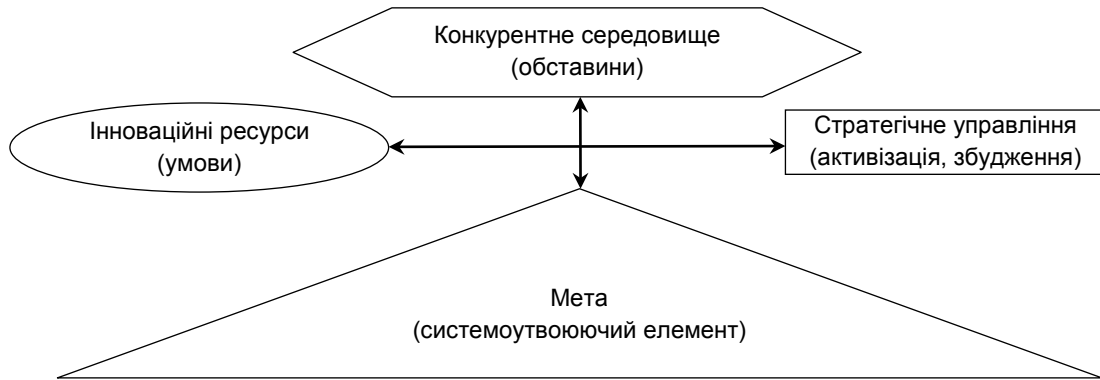 Конкурентне середовище
(обставини)
Інноваційні ресурси
(умови)
Стратегічне управління
(активізація, збудження)
Мета
(системоутвоюючий елемент)